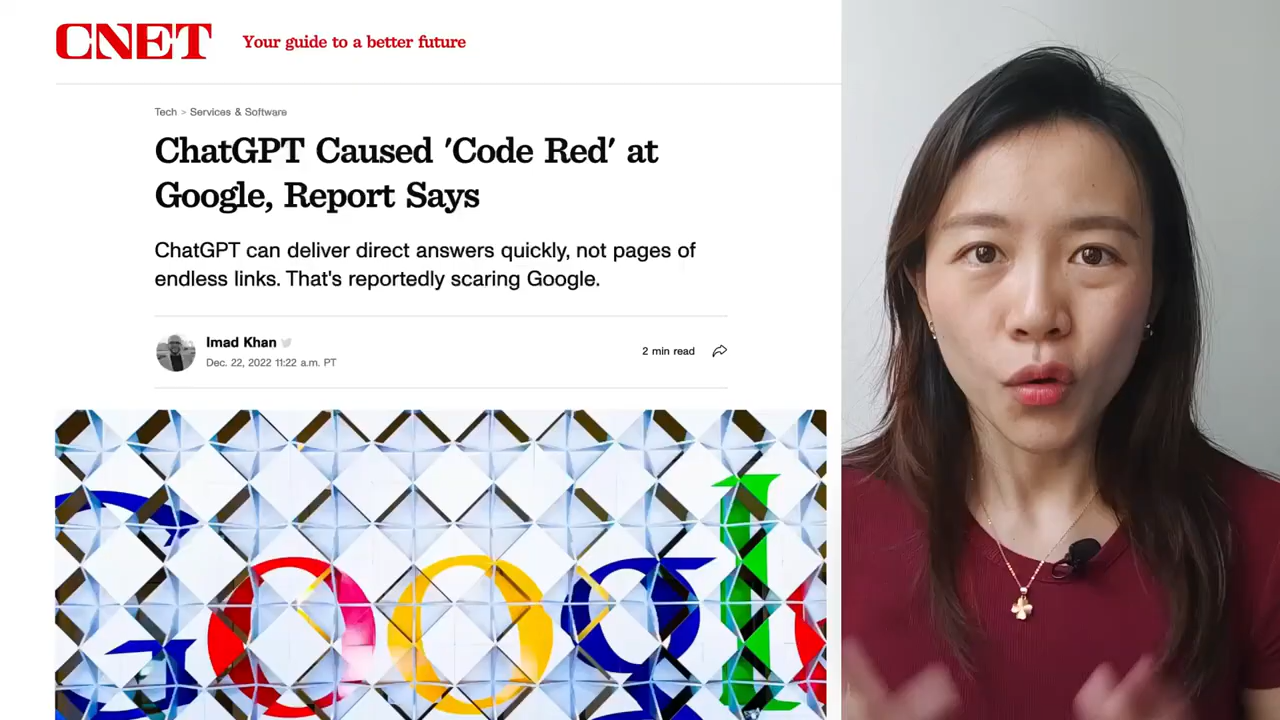 CNET
Your guide to a better future
Tech > Services & Software
ChatGPT Caused 'Code Red' at
Google, Report Says
ChatGPT can deliver direct answers quickly, not pages of
endless links. That's reportedly scaring Google.
Imad Khan
Dec. 22, 2022 11:22 a.m. PT
2 min read
Googl